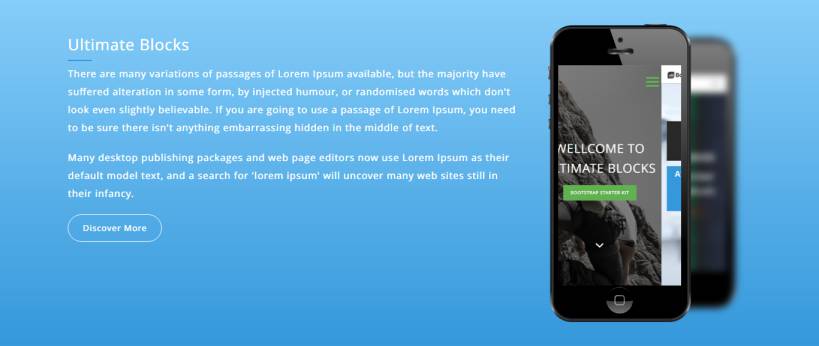 Ultimate Blocks
There are many variations of passages of Lorem Ipsum available, but the majority have
suffered alteration in some form, by injected humour, or randomised words which don't
look even slightly believable. If you are going to use a passage of Lorem Ipsum, you need
to be sure there isn't anything embarrassing hidden in the middle of text.
Many desktop publishing packages and web page editors now use Lorem Ipsum as their
default model text, and a search for 'lorem ipsum' will uncover many web sites still in
their infancy.
Discover More
WELLCOME TO
LTIMATE BLOCKS
BOOTSTRAP STARTER KIT